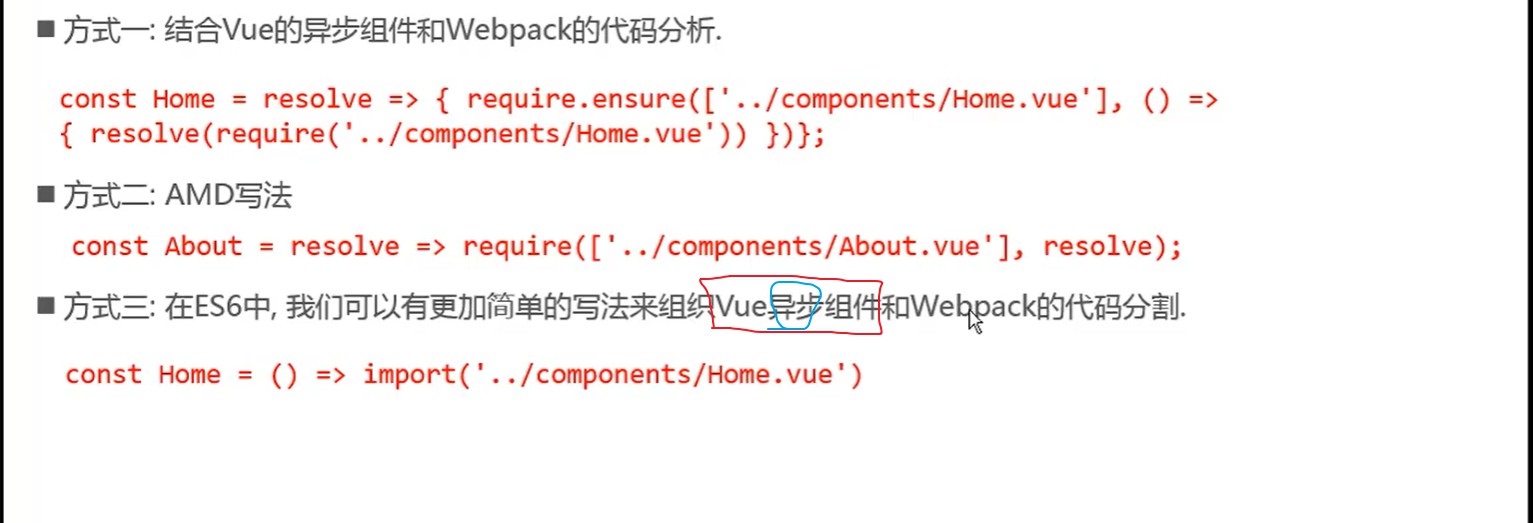 ■ 方式一: 结合Vue的异步组件和Webpack的代码分析.
const Home = resolve => { require.ensure(['../components/Home.vue'], () =>
{ resolve(require('../components/Home.vue')) })};
■ 方式二: AMD写法
const About = resolve => require(['../components/About.vue'], resolve);
■ 方式三: 在ES6中, 我们可以有更加简单的写法来组织Vue异步组件和Webpack的代码分割.
const Home = () => import('../components/Home.vue')